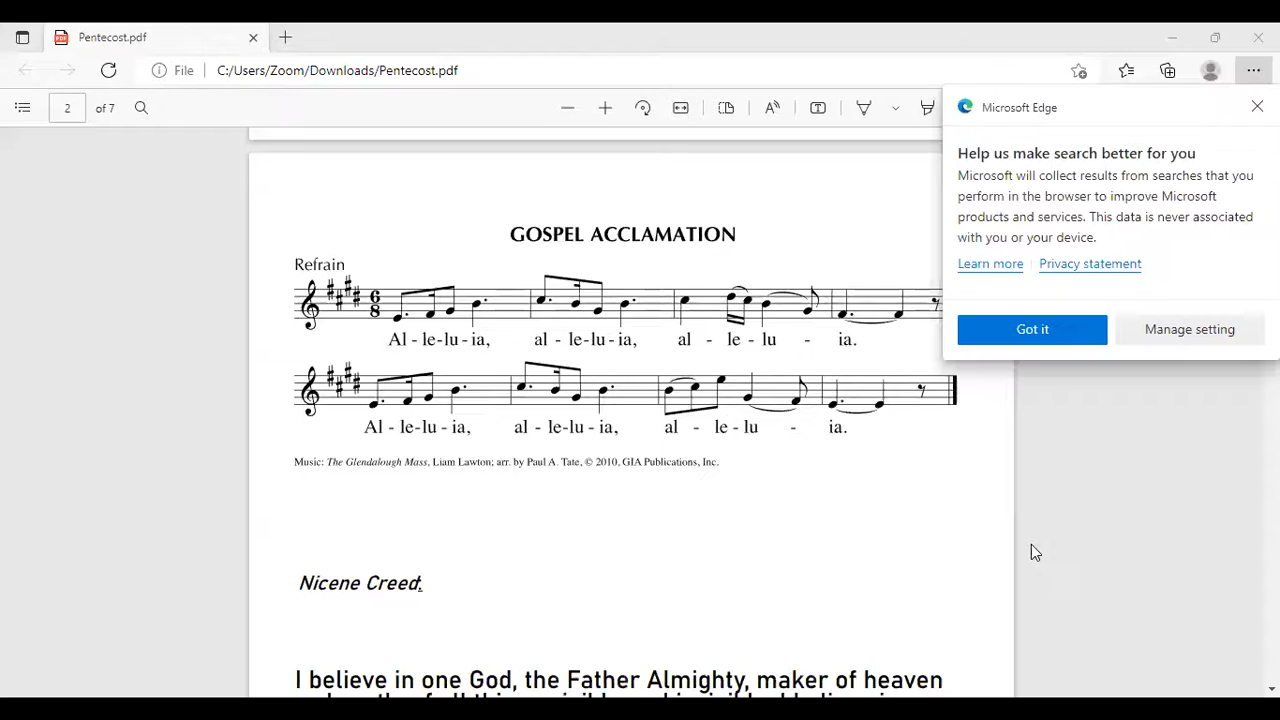 Pentecost.pdf
File C:/Users/Zoom/Downloads/Pentecost.pdf
2 of 7
Microsoft Edge
Help us make search better for you
Microsoft will collect results from searches that you
perform in the browser to improve Microsoft
products and services. This data is never associated
with you or your device.
Learn more Privacy statement
Got it Manage setting
GOSPEL ACCLAMATION
Refrain
6
8
Al - le-lu - ia, al - le-lu - ia, al - le - lu - ia.
Al - le-lu - ia, al - le-lu - ia, al - le - lu - ia.
Music: The Glendalough Mass, Liam Lawton; arr. by Paul A. Tate, © 2010, GIA Publications, Inc.
Nicene Creed:
I believe in one God, the Father Almighty, maker of heaven